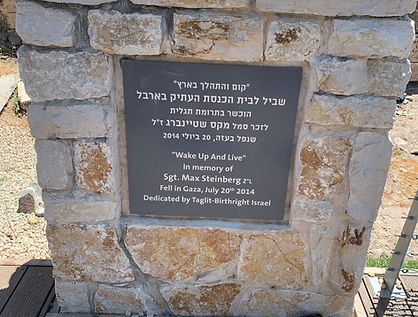 "קום והתהלך בארץ"
שביל לבית הכנסת העתיק בארבל
הוכשר בתרומת תגלית
לזכר סמל מקס שטיינברג ז"ל
שנפל בעזה, 20 ביולי 2014
"Wake Up And Live"
In memory of
Sgt. Max Steinberg ז"ל
Fell in Gaza, July 20th 2014
Dedicated by Taglit-Birthright Israel